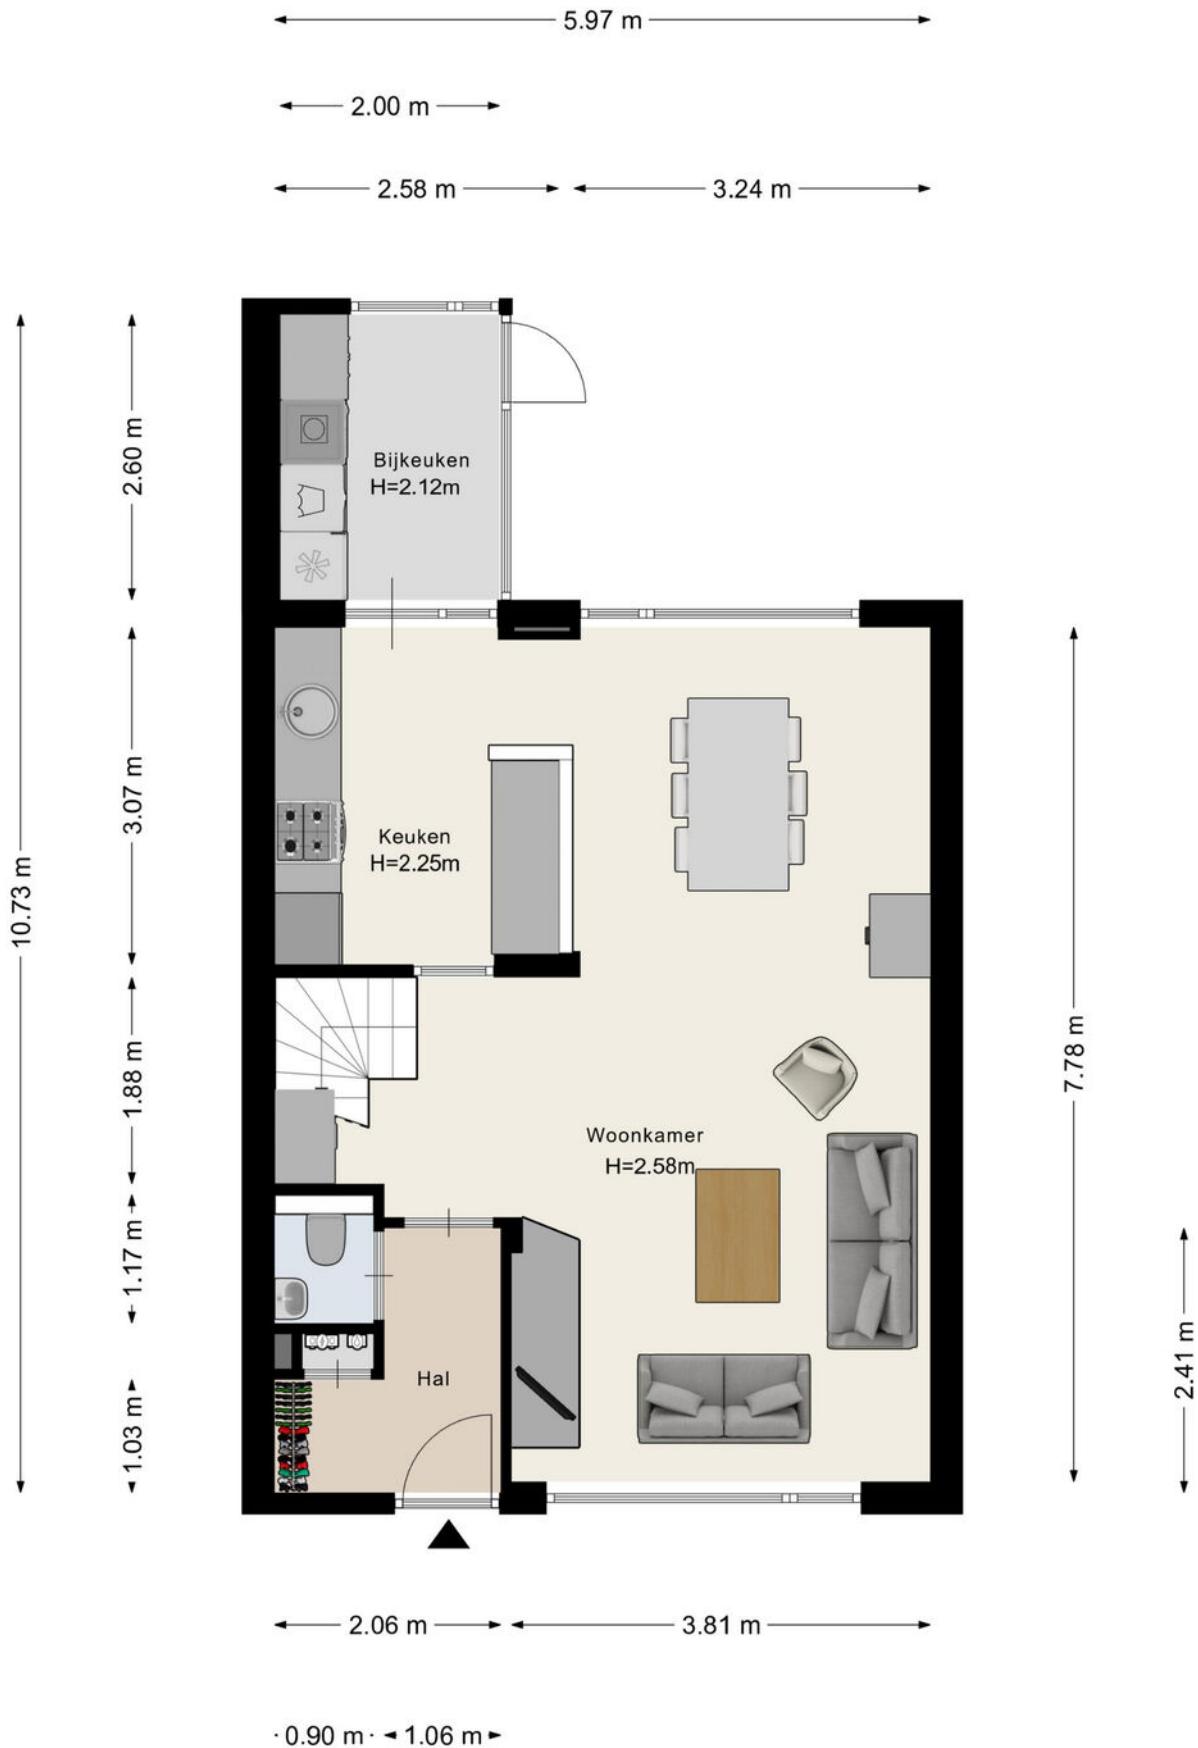 5.97 m
2.00 m
2.58 m
3.24 m
2.60 m
Bijkeuken
H=2.12m
3.07 m
Keuken
H=2.25m
10.73 m
1.88 m
7.78 m
Woonkamer
H=2.58m
1.17 m
2.41 m
Hal
1.03 m
2.06 m
3.81 m
0.90 m
1.06 m